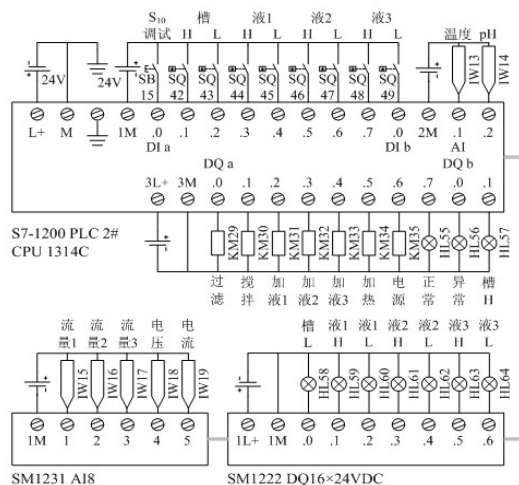 S₁₀ 槽 液1 液2 液3
调试 H L H L H L H L 温度 pH
24V 24V SB SQ SQ SQ SQ SQ SQ SQ SQ IW13 IW14
15 42 43 44 45 46 47 48 49
L+ M 1M .0 .1 .2 .3 .4 .5 .6 .7 .0 2M .1 .2
DI a DI b AI
DQ a DQ b
3L+ 3M .0 .1 .2 .3 .4 .5 .6 .7 .0 .1
S7-1200 PLC 2#
CPU 1314C
KM29 KM30 KM31 KM32 KM33 KM34 KM35 HL55 HL56 HL57
过滤 搅拌 加液1 加液2 加液3 加热 电源 正常 异常 槽H
流量1 流量2 流量3 电压 电流
IW15 IW16 IW17 IW18 IW19
1M 1 2 3 4 5
SM1231 AI8
槽 液1 液1 液2 液2 液3 液3
L H L H L H L
HL58 HL59 HL60 HL61 HL62 HL63 HL64
1L+ 1M .0 .1 .2 .3 .4 .5 .6
SM1222 DQ16×24VDC